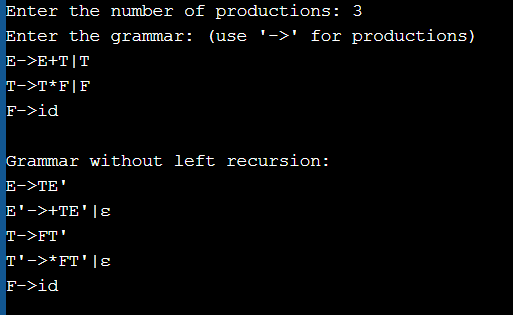 Enter the number of productions: 3
Enter the grammar: (use '->' for productions)
E->E+T|T
T->T*F|F
F->id
Grammar without left recursion:
E->TE'
E'->+TE'|ε
T->FT'
T'->*FT'|ε
F->id